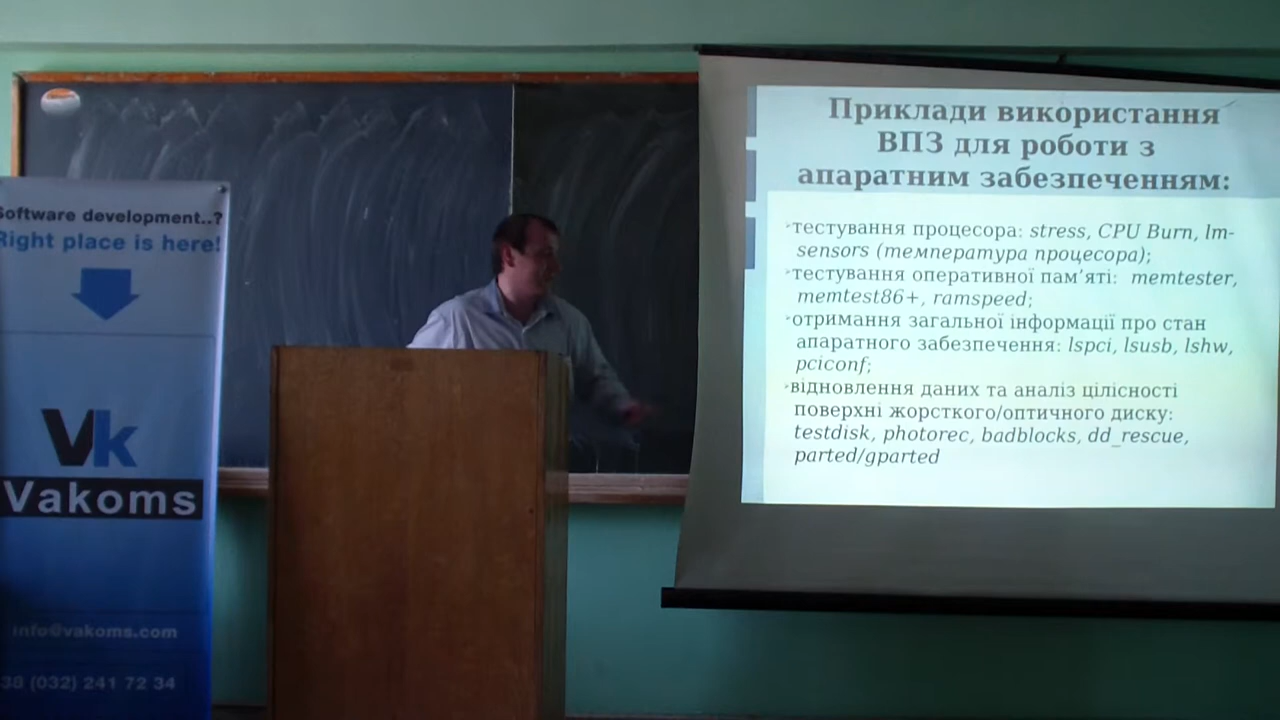 Software development..?
Right place is here!
Vk
Vakoms
info@vakoms.com
38 (032) 241 72 34
Приклади використання
ВПЗ для роботи з
апаратним забезпеченням:
тестування процесора: stress, CPU Burn, lm-
sensors (температура процесора);
тестування оперативної пам’яті: memtester,
memtest86+, ramspeed;
отримання загальної інформації про стан
апаратного забезпечення: lspci, lsusb, lshw,
pciconf;
відновлення даних та аналіз цілісності
поверхні жорсткого/оптичного диску:
testdisk, photorec, badblocks, dd_rescue,
parted/gparted